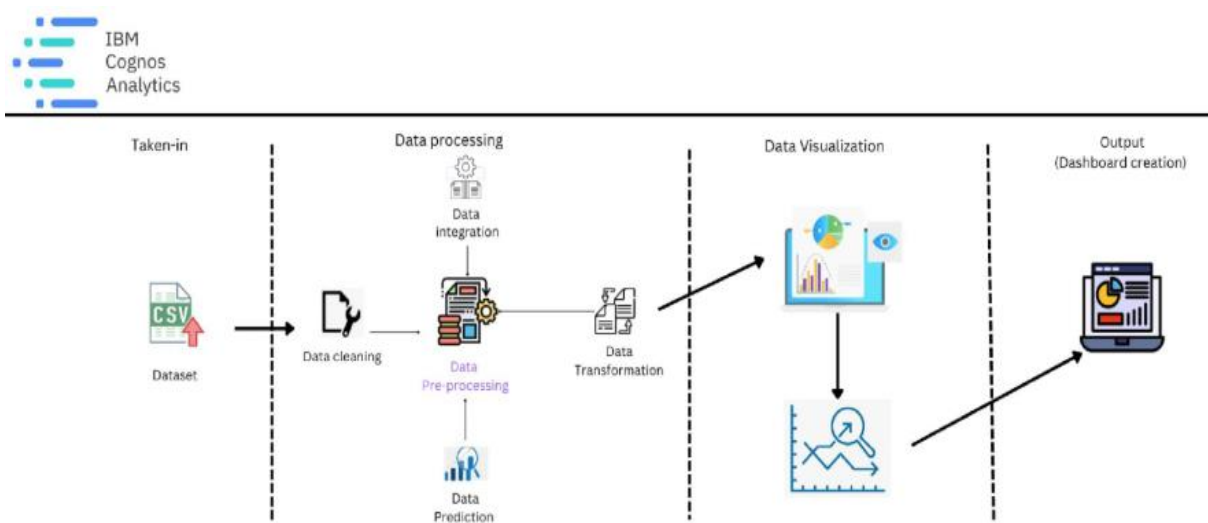 IBM
Cognos
Analytics
Taken-in
Data processing
Data Visualization
Output
(Dashboard creation)
Data
integration
CSV
Dataset
Data cleaning
Data
Pre-processing
Data
Transformation
Data
Prediction